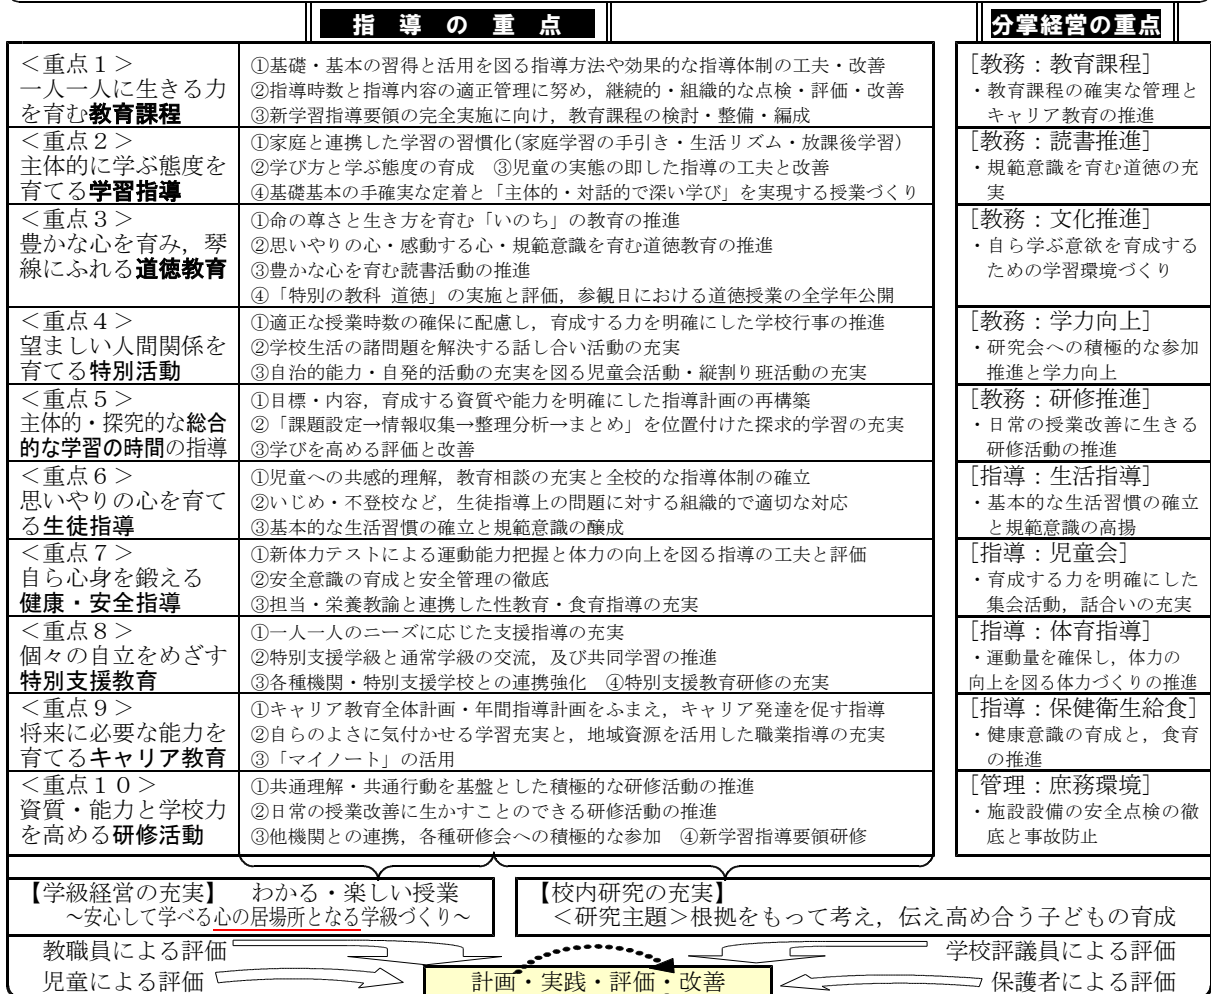 指導の重点
分掌経営の重点
＜重点１＞
一人一人に生きる力
を育む教育課程
①基礎・基本の習得と活用を図る指導方法や効果的な指導体制の工夫・改善
②指導時数と指導内容の適正管理に努め，継続的・組織的な点検・評価・改善
③新学習指導要領の完全実施に向け，教育課程の検討・整備・編成
［教務：教育課程］
・教育課程の確実な管理と
キャリア教育の推進
＜重点２＞
主体的に学ぶ態度を
育てる学習指導
①家庭と連携した学習の習慣化(家庭学習の手引き・生活リズム・放課後学習)
②学び方と学ぶ態度の育成　③児童の実態の即した指導の工夫と改善
④基礎基本の手確実な定着と「主体的・対話的で深い学び」を実現する授業づくり
［教務：読書推進］
・規範意識を育む道徳の充
実
＜重点３＞
豊かな心を育み，琴
線にふれる道徳教育
①命の尊さと生き方を育む「いのち」の教育の推進
②思いやりの心・感動する心・規範意識を育む道徳教育の推進
③豊かな心を育む読書活動の推進
④「特別の教科 道徳」の実施と評価，参観日における道徳授業の全学年公開
［教務：文化推進］
・自ら学ぶ意欲を育成する
ための学習環境づくり
＜重点４＞
望ましい人間関係を
育てる特別活動
①適正な授業時数の確保に配慮し，育成する力を明確にした学校行事の推進
②学校生活の諸問題を解決する話し合い活動の充実
③自治的能力・自発的活動の充実を図る児童会活動・縦割り班活動の充実
［教務：学力向上］
・研究会への積極的な参加
推進と学力向上
＜重点５＞
主体的・探究的な総合
的な学習の時間の指導
①目標・内容，育成する資質や能力を明確にした指導計画の再構築
②「課題設定→情報収集→整理分析→まとめ」を位置付けた探求的学習の充実
③学びを高める評価と改善
［教務：研修推進］
・日常の授業改善に生きる
研修活動の推進
＜重点６＞
思いやりの心を育て
る生徒指導
①児童への共感的理解，教育相談の充実と全校的な指導体制の確立
②いじめ・不登校など，生徒指導上の問題に対する組織的で適切な対応
③基本的な生活習慣の確立と規範意識の醸成
［指導：生活指導］
・基本的な生活習慣の確立
と規範意識の高揚
＜重点７＞
自ら心身を鍛える
健康・安全指導
①新体力テストによる運動能力把握と体力の向上を図る指導の工夫と評価
②安全意識の育成と安全管理の徹底
③担当・栄養教諭と連携した性教育・食育指導の充実
［指導：児童会］
・育成する力を明確にした
集会活動，話合いの充実
＜重点８＞
個々の自立をめざす
特別支援教育
①一人一人のニーズに応じた支援指導の充実
②特別支援学級と通常学級の交流，及び共同学習の推進
③各種機関・特別支援学校との連携強化　④特別支援教育研修の充実
［指導：体育指導］
・運動量を確保し，体力の
向上を図る体力づくりの推進
＜重点９＞
将来に必要な能力を
育てるキャリア教育
①キャリア教育全体計画・年間指導計画をふまえ，キャリア発達を促す指導
②自らのよさに気付かせる学習充実と，地域資源を活用した職業指導の充実
③「マイノート」の活用
［指導：保健衛生給食］
・健康意識の育成と，食育
の推進
＜重点１０＞
資質・能力と学校力
を高める研修活動
①共通理解・共通行動を基盤とした積極的な研修活動の推進
②日常の授業改善に生かすことのできる研修活動の推進
③他機関との連携，各種研修会への積極的な参加　④新学習指導要領研修
［管理：庶務環境］
・施設設備の安全点検の徹
底と事故防止
【学級経営の充実】　わかる・楽しい授業
～安心して学べる心の居場所となる学級づくり～
【校内研究の充実】
＜研究主題＞根拠をもって考え，伝え高め合う子どもの育成
教職員による評価
学校評議員による評価
児童による評価
計画・実践・評価・改善
保護者による評価